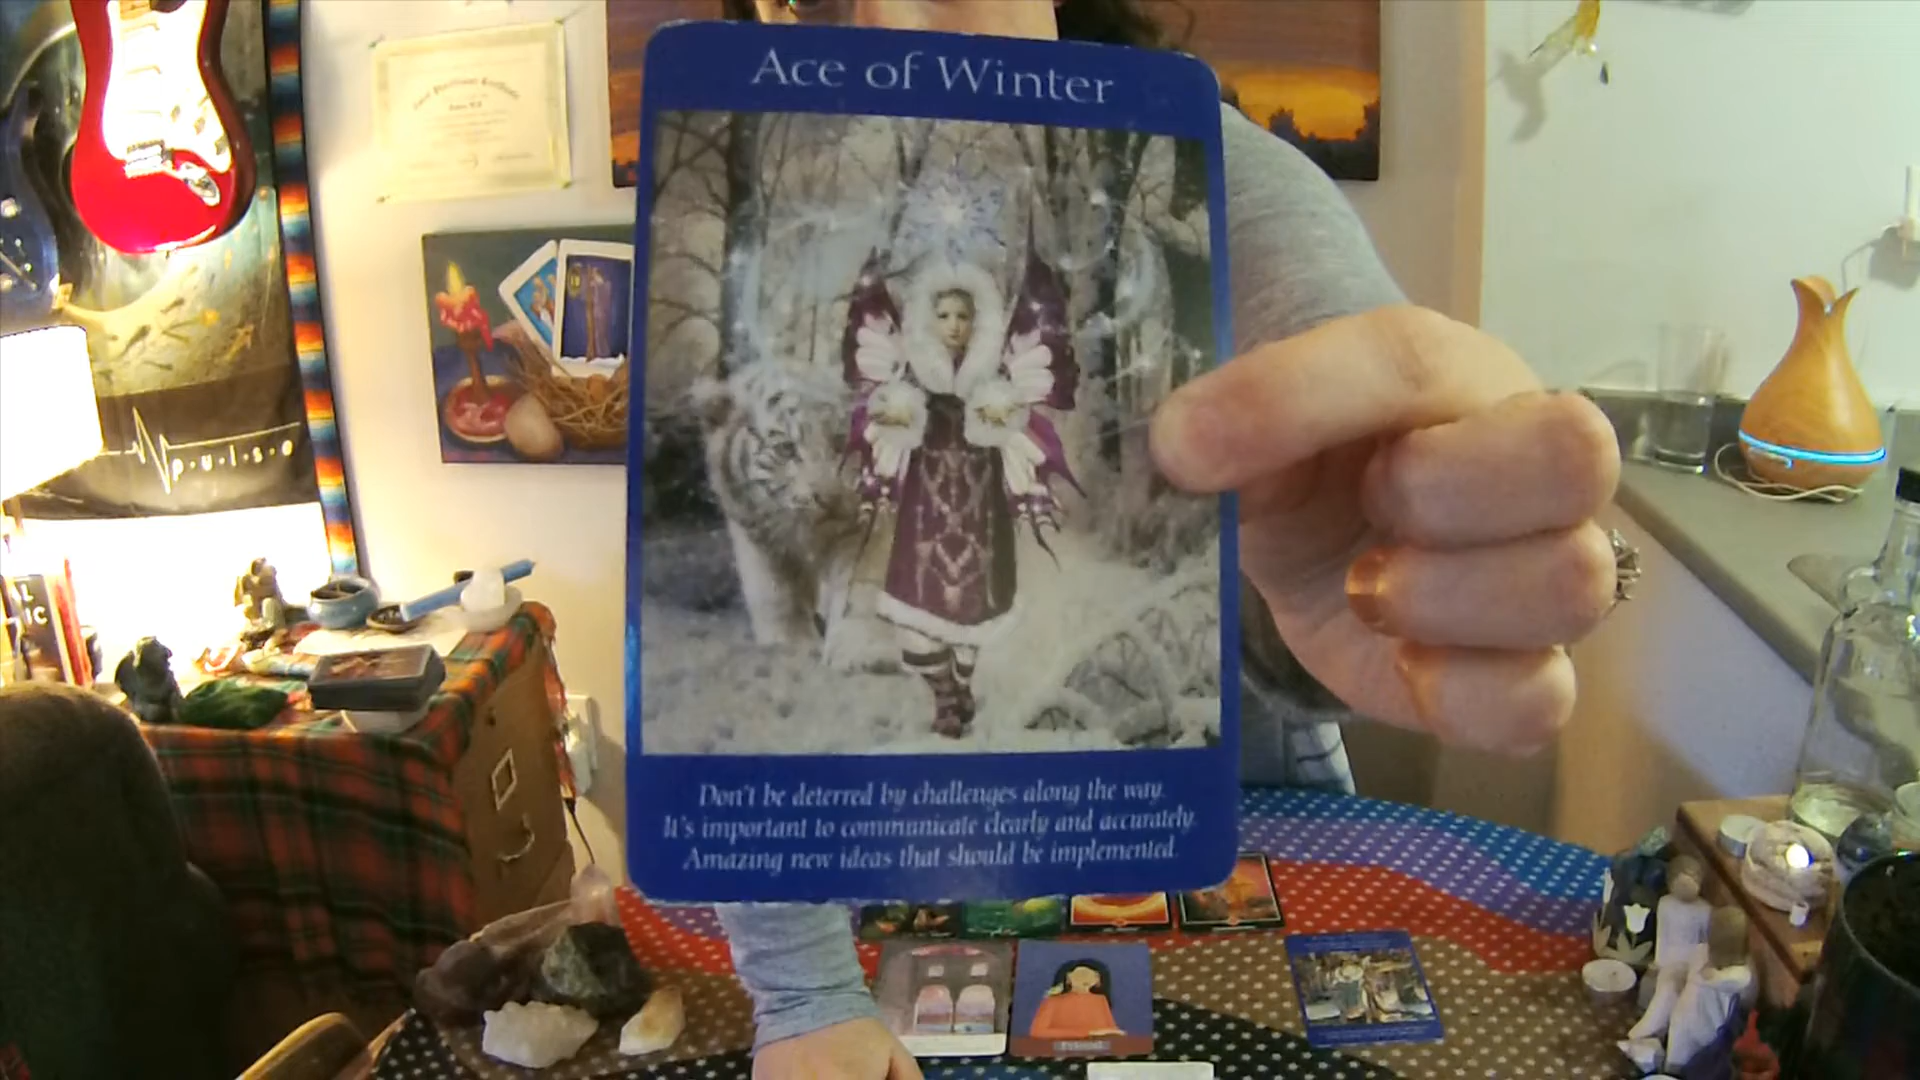 Ace of Winter
Don't be deterred by challenges along the way.
It's important to communicate clearly and accurately.
Amazing new ideas that should be implemented.
p·u·l·s·e